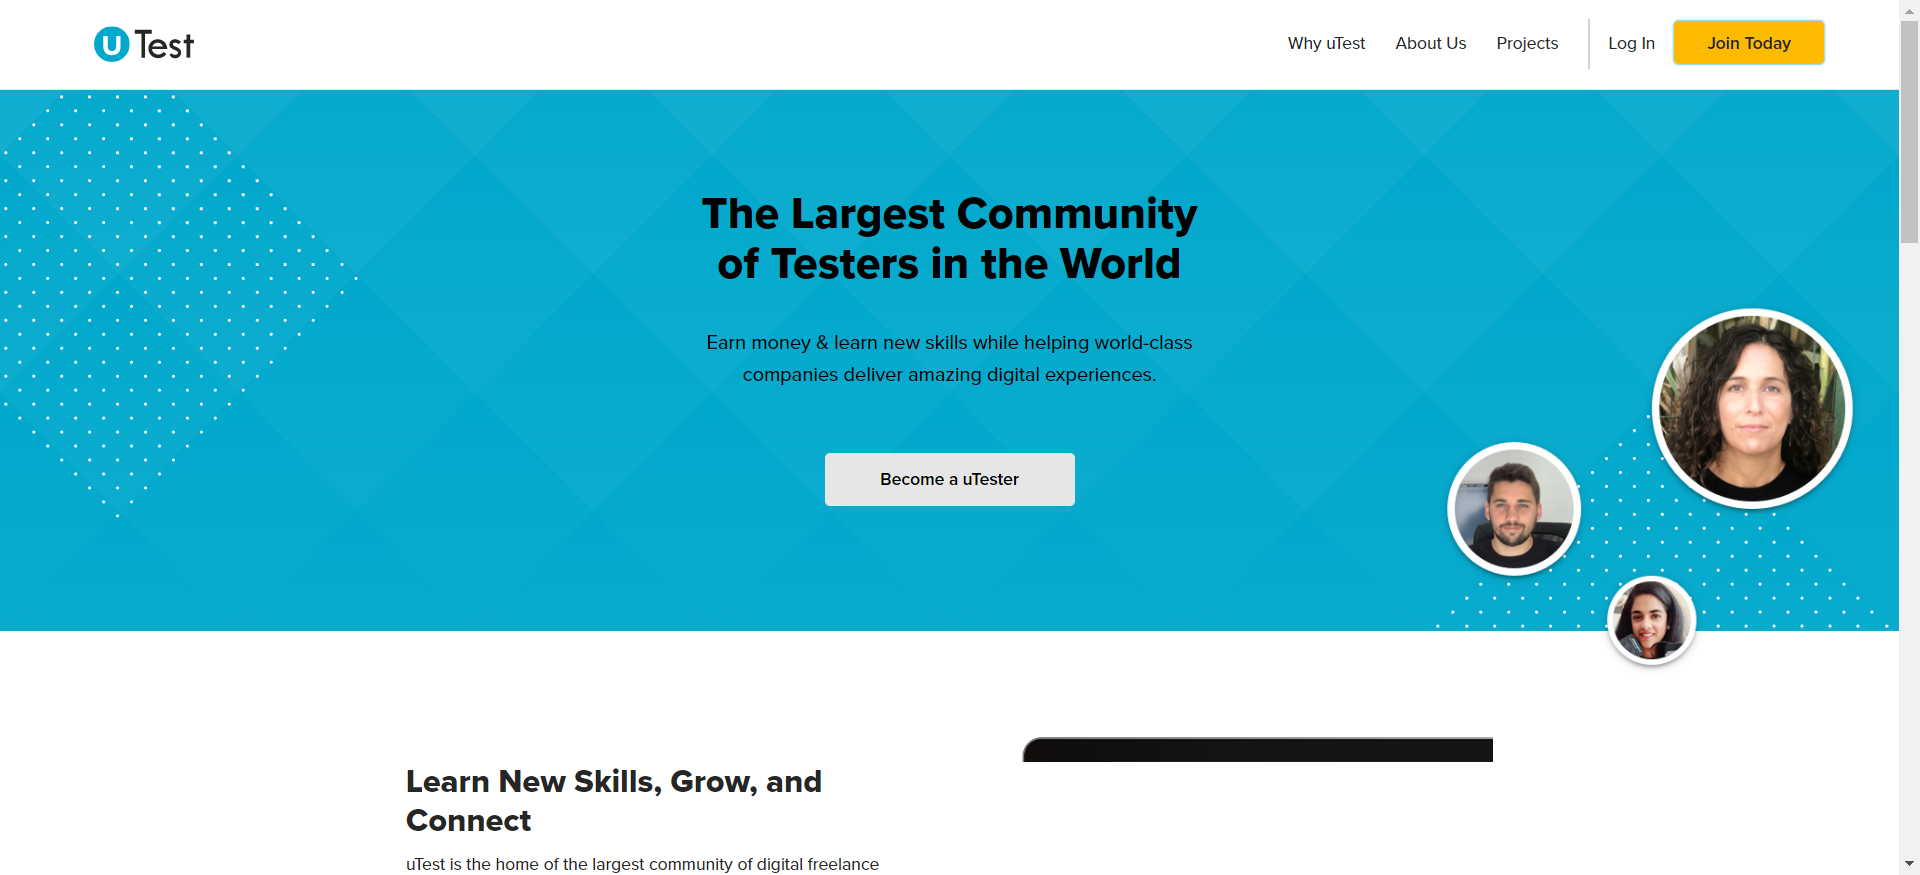 u Test
Why uTest
About Us
Projects
Log In
Join Today
The Largest Community
of Testers in the World
Earn money & learn new skills while helping world-class
companies deliver amazing digital experiences.
Become a uTester
Learn New Skills, Grow, and
Connect
uTest is the home of the largest community of digital freelance